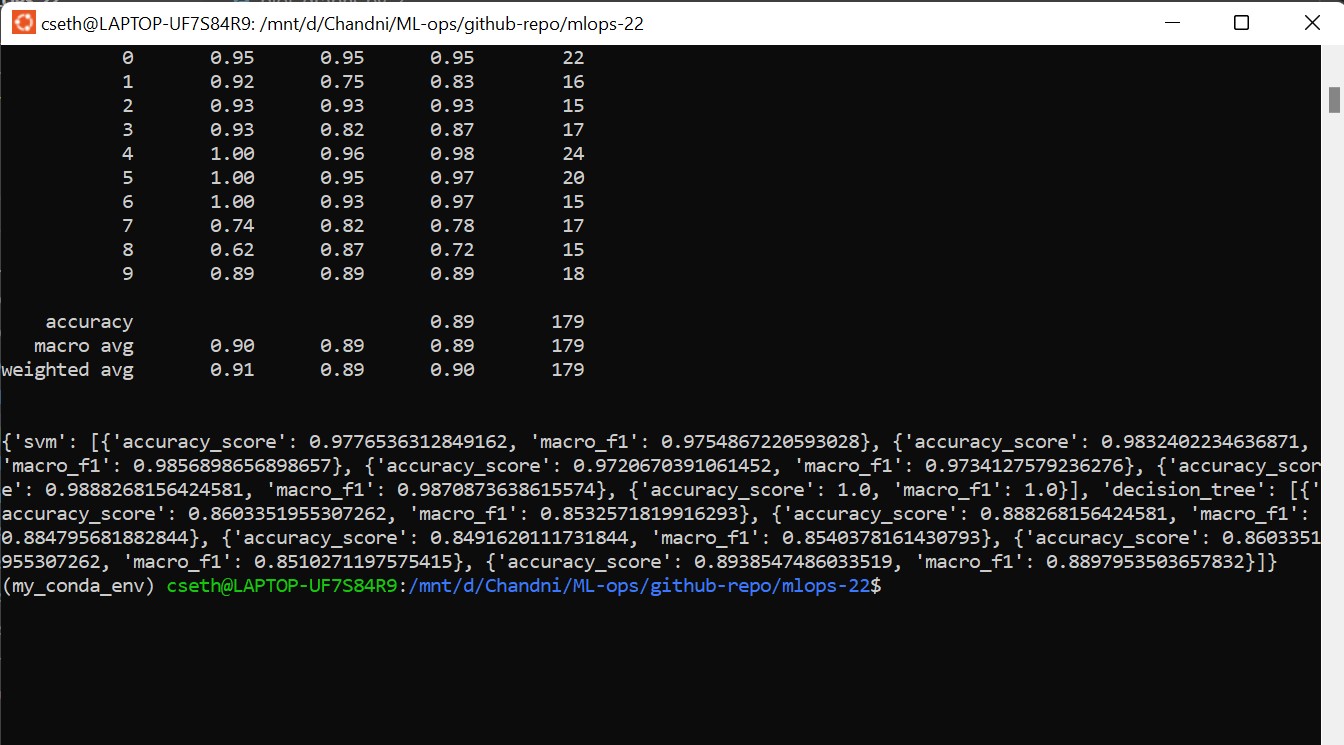 cseth@LAPTOP-UF7S84R9: /mnt/d/Chandni/ML-ops/github-repo/mlops-22
0 0.95 0.95 0.95 22
1 0.92 0.75 0.83 16
2 0.93 0.93 0.93 15
3 0.93 0.82 0.87 17
4 1.00 0.96 0.98 24
5 1.00 0.95 0.97 20
6 1.00 0.93 0.97 15
7 0.74 0.82 0.78 17
8 0.62 0.87 0.72 15
9 0.89 0.89 0.89 18
accuracy 0.89 179
macro avg 0.90 0.89 0.89 179
weighted avg 0.91 0.89 0.90 179
{'svm': [{'accuracy_score': 0.9776536312849162, 'macro_f1': 0.9754867220593028}, {'accuracy_score': 0.9832402234636871,
'macro_f1': 0.9856898656898657}, {'accuracy_score': 0.9720670391061452, 'macro_f1': 0.9734127579236276}, {'accuracy_scor
e': 0.9888268156424581, 'macro_f1': 0.9870873638615574}, {'accuracy_score': 1.0, 'macro_f1': 1.0}], 'decision_tree': [{'
accuracy_score': 0.8603351955307262, 'macro_f1': 0.8532571819916293}, {'accuracy_score': 0.888268156424581, 'macro_f1':
0.884795681882844}, {'accuracy_score': 0.8491620111731844, 'macro_f1': 0.8540378161430793}, {'accuracy_score': 0.8603351
955307262, 'macro_f1': 0.8510271197575415}, {'accuracy_score': 0.8938547486033519, 'macro_f1': 0.8897953503657832}]}
(my_conda_env) cseth@LAPTOP-UF7S84R9:/mnt/d/Chandni/ML-ops/github-repo/mlops-22$